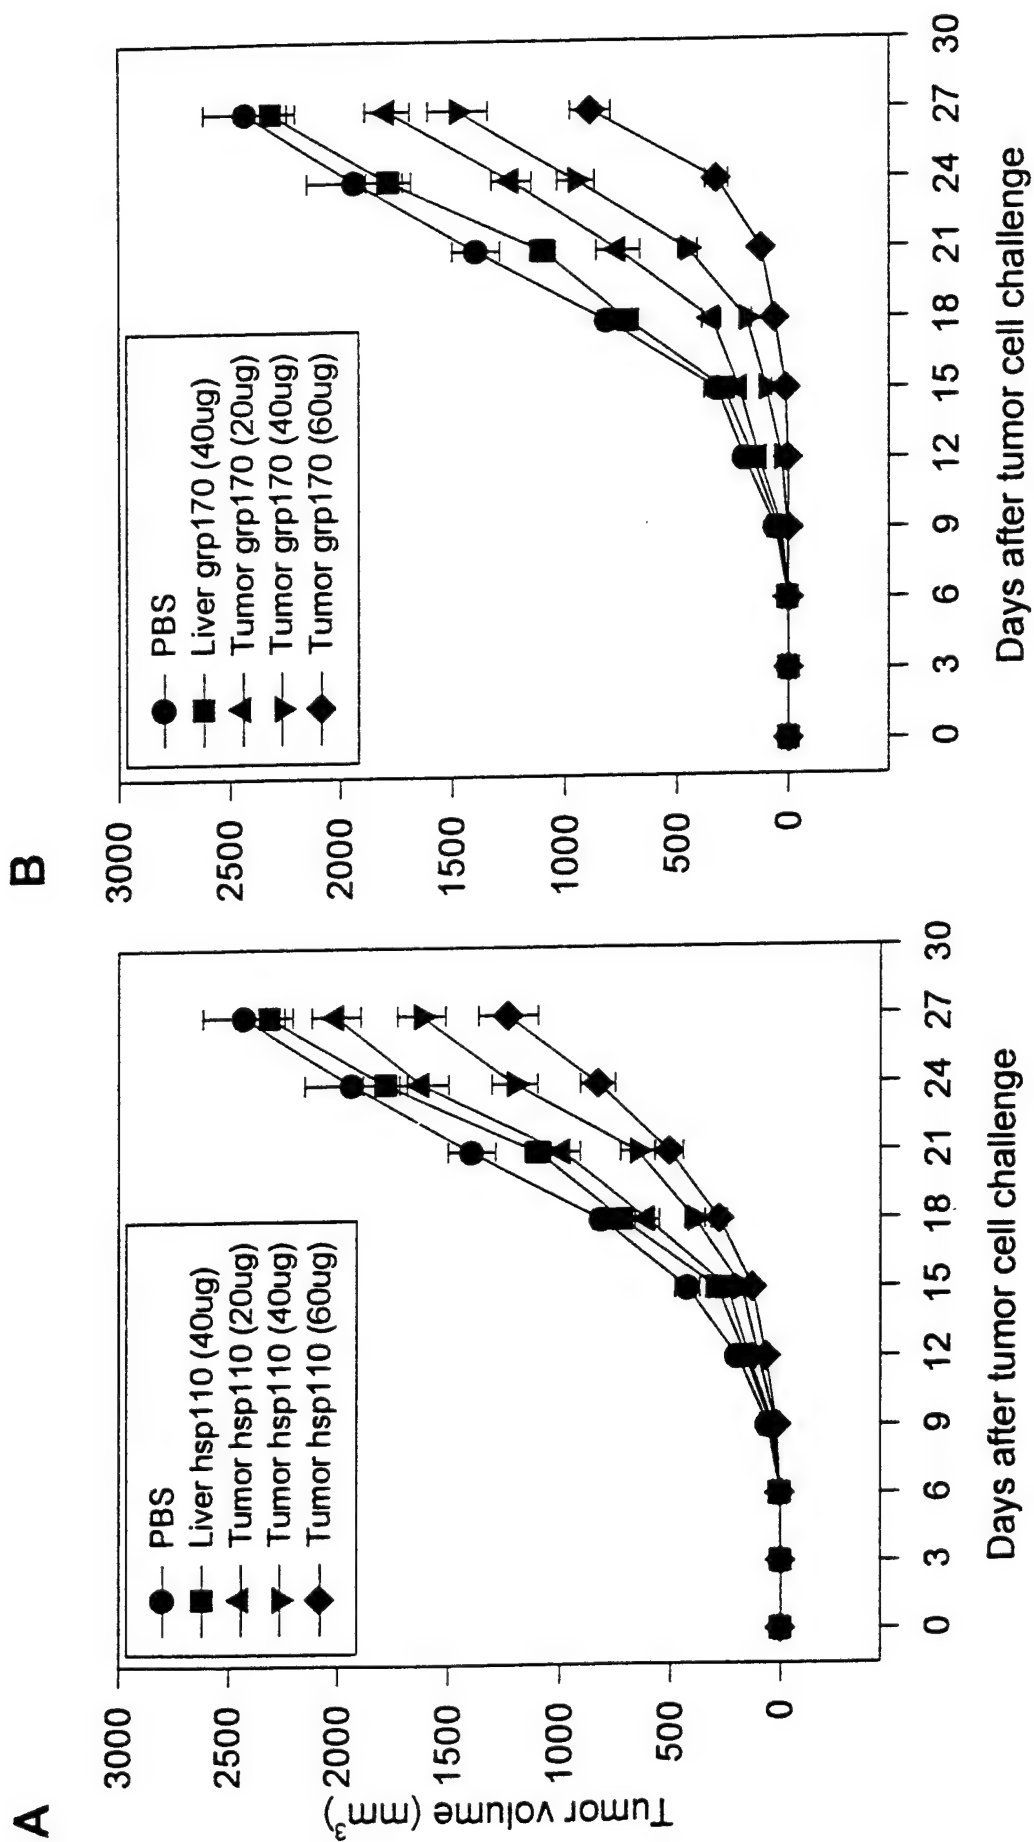 A
Tumor volume (mm³)
3000
2500
2000
1500
1000
500
0
PBS
Liver hsp110 (40ug)
Tumor hsp110 (20ug)
Tumor hsp110 (40ug)
Tumor hsp110 (60ug)
0 3 6 9 12 15 18 21 24 27 30
Days after tumor cell challenge
B
3000
2500
2000
1500
1000
500
0
PBS
Liver grp170 (40ug)
Tumor grp170 (20ug)
Tumor grp170 (40ug)
Tumor grp170 (60ug)
0 3 6 9 12 15 18 21 24 27 30
Days after tumor cell challenge